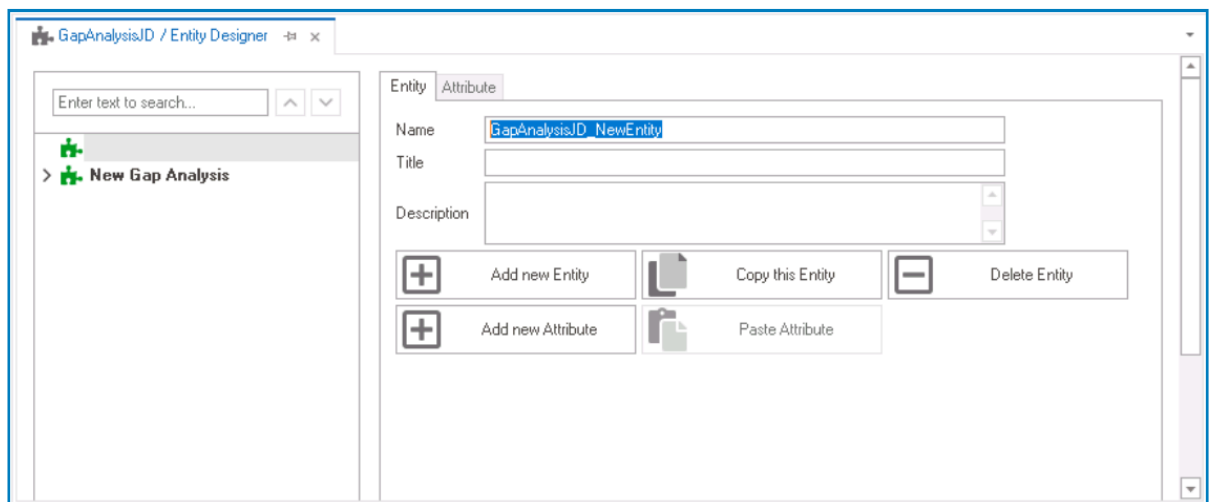 GapAnalysisJD / Entity Designer
Enter text to search...
New Gap Analysis
Entity Attribute
Name GapAnalysisJD_NewEntity
Title
Description
Add new Entity Copy this Entity Delete Entity
Add new Attribute Paste Attribute